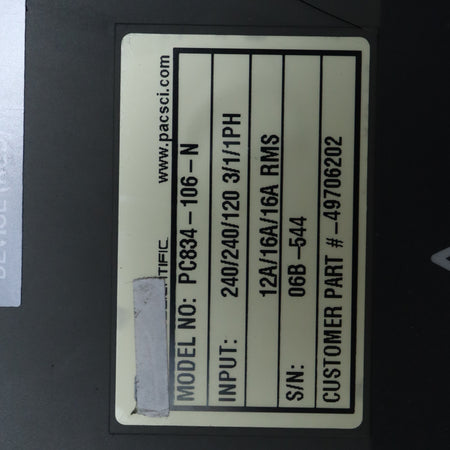 TIFIC. www.pacsci.com
MODEL NO: PC834-106-N
INPUT: 240/240/120 3/1/1PH
12A/16A/16A RMS
S/N: 06B-544
CUSTOMER PART #-49706202